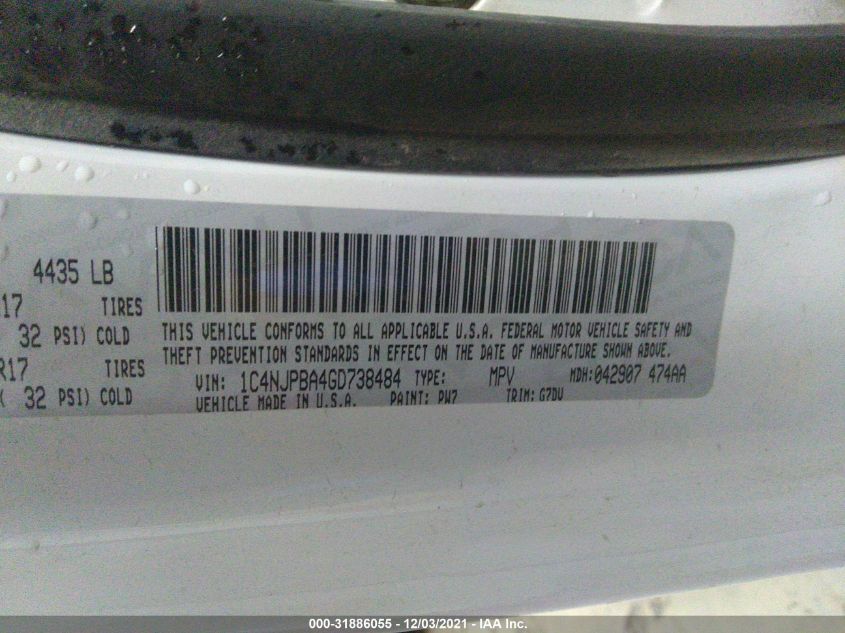 4435 LB
17 TIRES
32 PSI) COLD
R17 TIRES
( 32 PSI) COLD
THIS VEHICLE CONFORMS TO ALL APPLICABLE U.S.A. FEDERAL MOTOR VEHICLE SAFETY AND
THEFT PREVENTION STANDARDS IN EFFECT ON THE DATE OF MANUFACTURE SHOWN ABOVE.
VIN: 1C4NJPBA4GD738484 TYPE: MPV MDH:042907 474AA
VEHICLE MADE IN U.S.A. PAINT: PW7 TRIM: G7DV
000-31886055 - 12/03/2021 - IAA Inc.